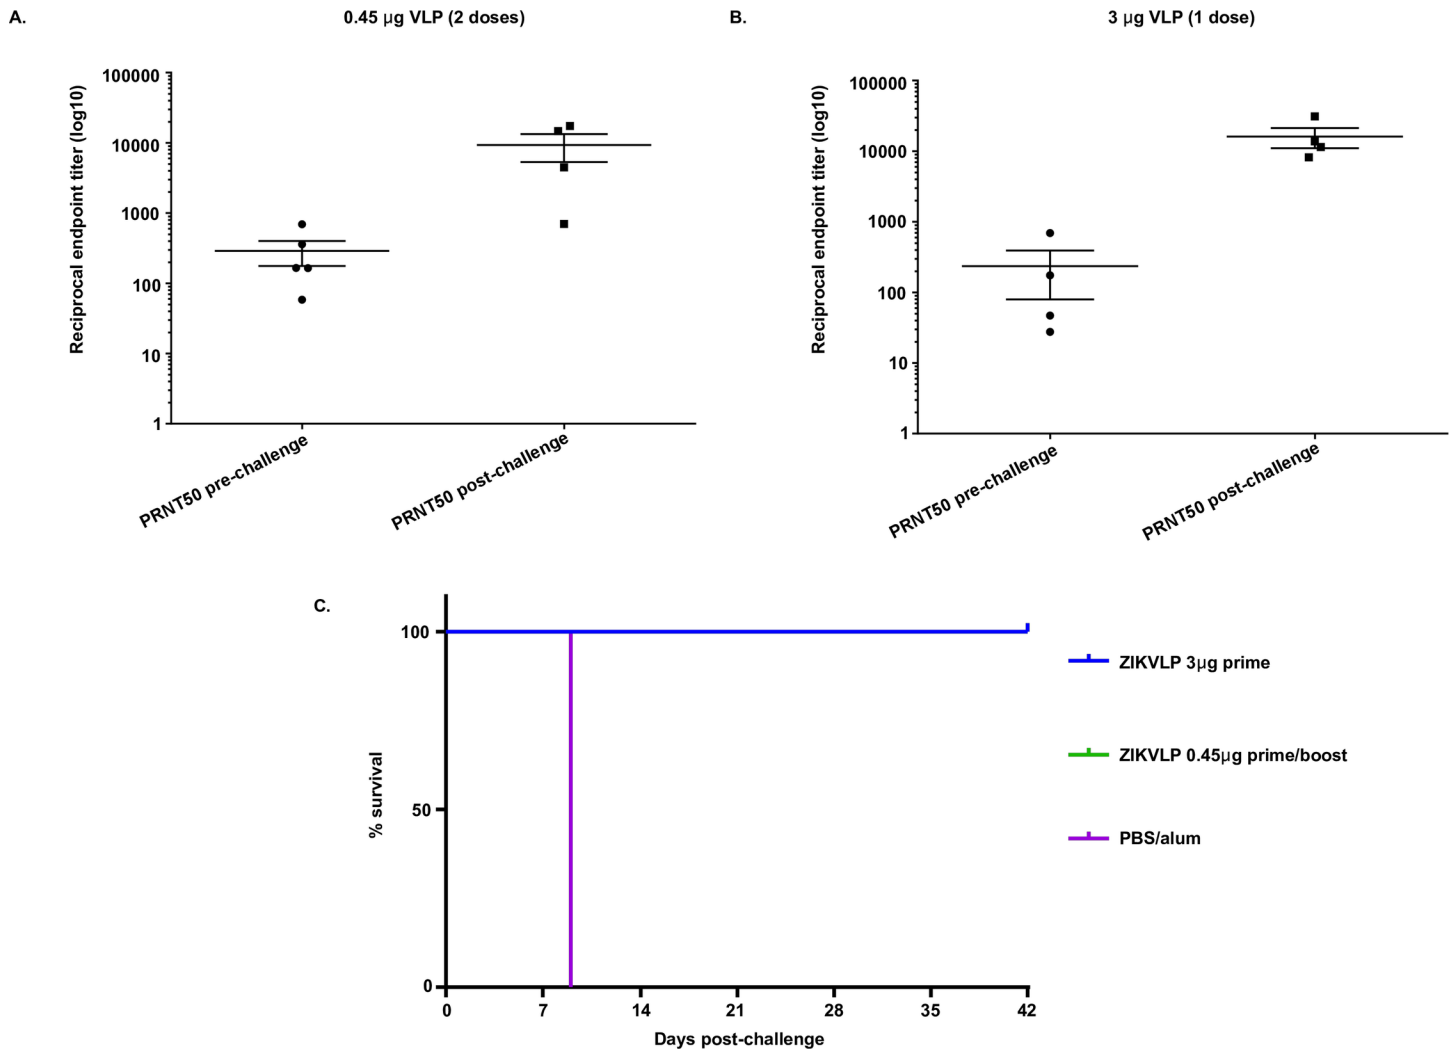 A.
0.45 μg VLP (2 doses)
Reciprocal endpoint titer (log10)
100000
10000
1000
100
10
1
PRNT50 pre-challenge
PRNT50 post-challenge
B.
3 μg VLP (1 dose)
Reciprocal endpoint titer (log10)
100000
10000
1000
100
10
1
PRNT50 pre-challenge
PRNT50 post-challenge
C.
% survival
100
50
0
0 7 14 21 28 35 42
Days post-challenge
ZIKVLP 3μg prime
ZIKVLP 0.45μg prime/boost
PBS/alum